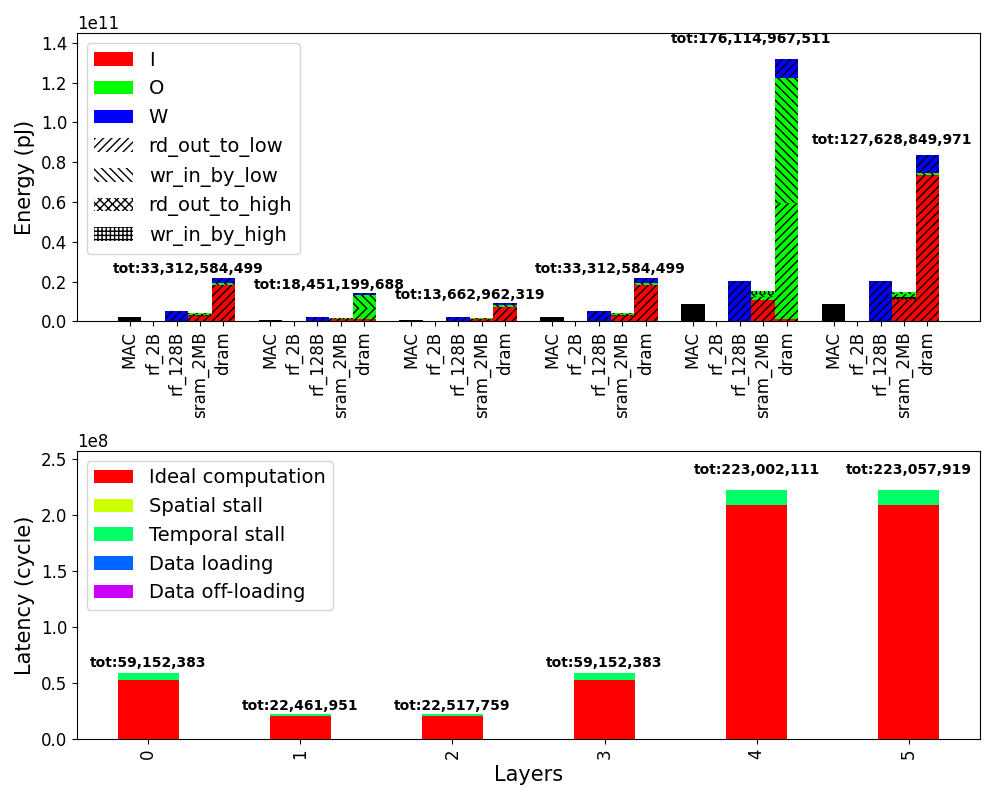 1e11
Energy (pJ)
1.4
1.2
1.0
0.8
0.6
0.4
0.2
0.0
I
O
W
rd_out_to_low
wr_in_by_low
rd_out_to_high
wr_in_by_high
tot:33,312,584,499
tot:18,451,199,688
tot:13,662,962,319
tot:33,312,584,499
tot:176,114,967,511
tot:127,628,849,971
MAC
rf_2B
rf_128B
sram_2MB
dram
MAC
rf_2B
rf_128B
sram_2MB
dram
MAC
rf_2B
rf_128B
sram_2MB
dram
MAC
rf_2B
rf_128B
sram_2MB
dram
MAC
rf_2B
rf_128B
sram_2MB
dram
MAC
rf_2B
rf_128B
sram_2MB
dram
1e8
Latency (cycle)
2.5
2.0
1.5
1.0
0.5
0.0
Ideal computation
Spatial stall
Temporal stall
Data loading
Data off-loading
tot:59,152,383
tot:22,461,951
tot:22,517,759
tot:59,152,383
tot:223,002,111
tot:223,057,919
0
1
2
3
4
5
Layers